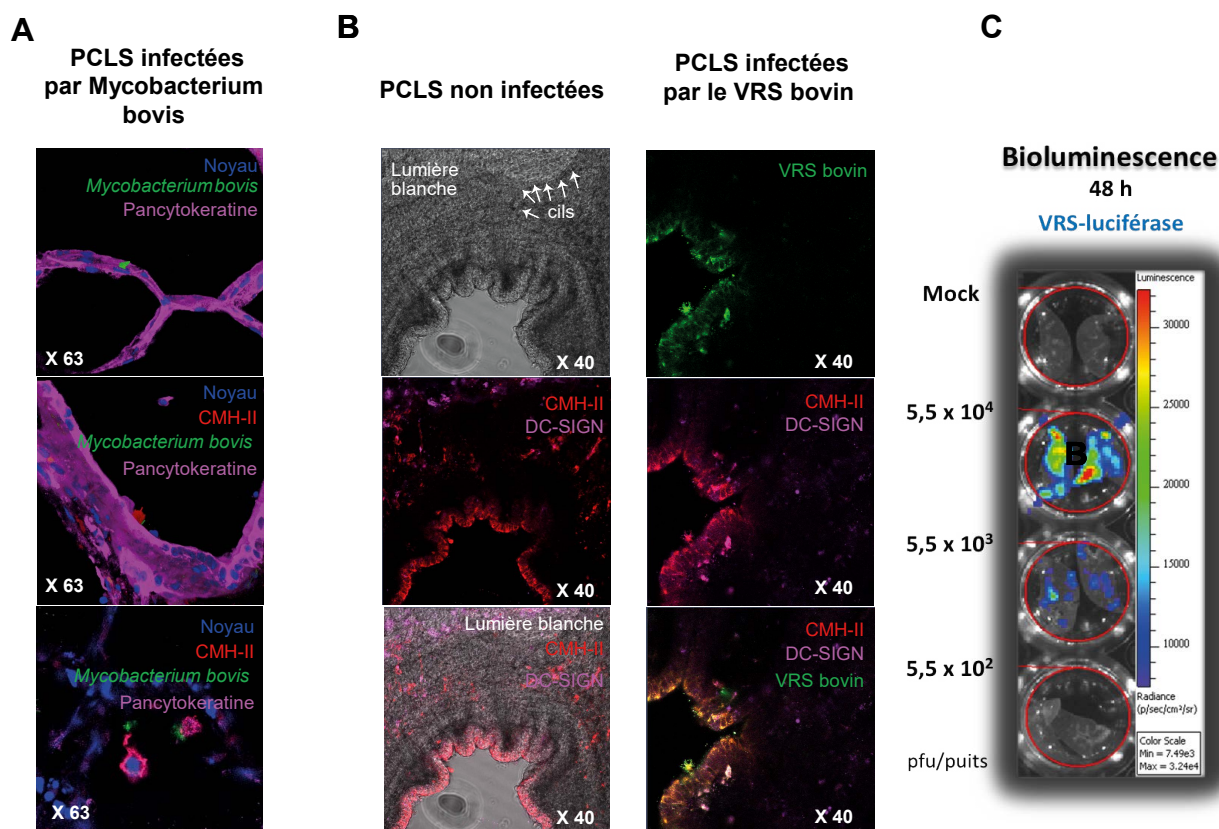 A
PCLS infectées
par Mycobacterium
bovis
Noyau
Mycobacterium bovis
Pancytokeratine
X 63
Noyau
CMH-II
Mycobacterium bovis
Pancytokeratine
X 63
Noyau
CMH-II
Mycobacterium bovis
Pancytokeratine
X 63
B
PCLS non infectées
Lumière
blanche
cils
X 40
CMH-II
DC-SIGN
X 40
Lumière blanche
CMH-II
DC-SIGN
X 40
PCLS infectées
par le VRS bovin
VRS bovin
X 40
CMH-II
DC-SIGN
X 40
CMH-II
DC-SIGN
VRS bovin
X 40
C
Bioluminescence
48 h
VRS-luciférase
Mock
5,5 x 10⁴
5,5 x 10³
5,5 x 10²
pfu/puits
B
Luminescence
30000
25000
20000
15000
10000
Radiance
(p/sec/cm²/sr)
Color Scale
Min = 7.49e3
Max = 3.24e4